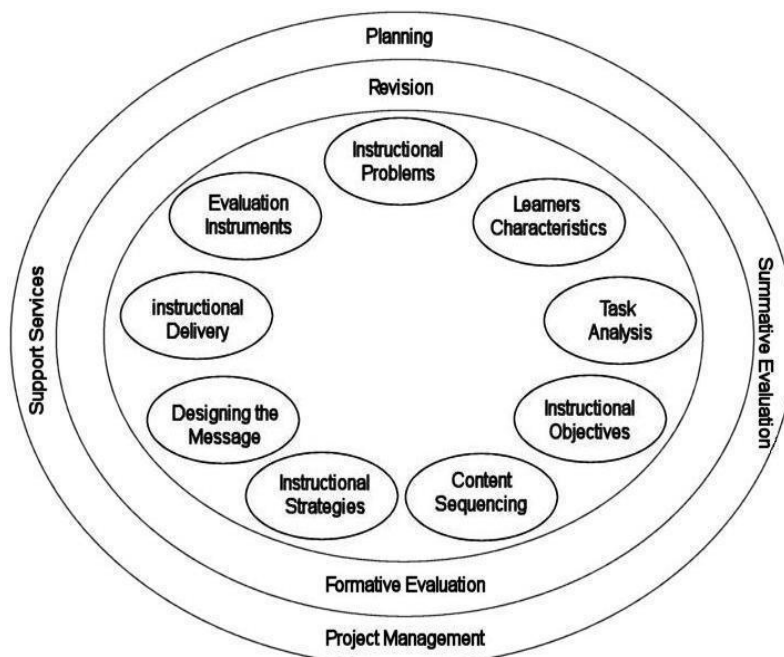 Planning
Revision
Instructional
Problems
Evaluation
Instruments
Learners
Characteristics
Support Services
instructional
Delivery
Task
Analysis
Summative Evaluation
Designing the
Message
Instructional
Objectives
Instructional
Strategies
Content
Sequencing
Formative Evaluation
Project Management